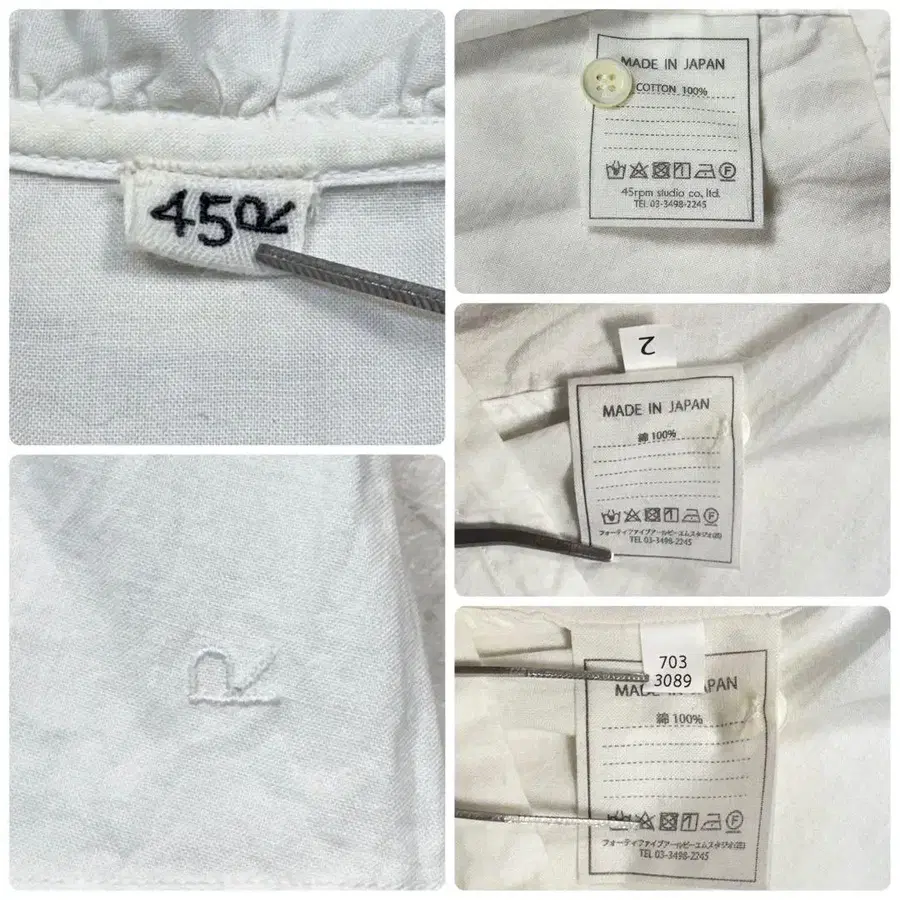 45R
MADE IN JAPAN
COTTON 100%
45rpm studio co., ltd.
TEL 03-3498-2245
R
2
MADE IN JAPAN
綿 100%
フォーティファイブアールピーエムスタジオ(株)
TEL 03-3498-2245
703
3089
MADE IN JAPAN
綿 100%
フォーティファイブアールピーエムスタジオ(株)
TEL 03-3498-2245